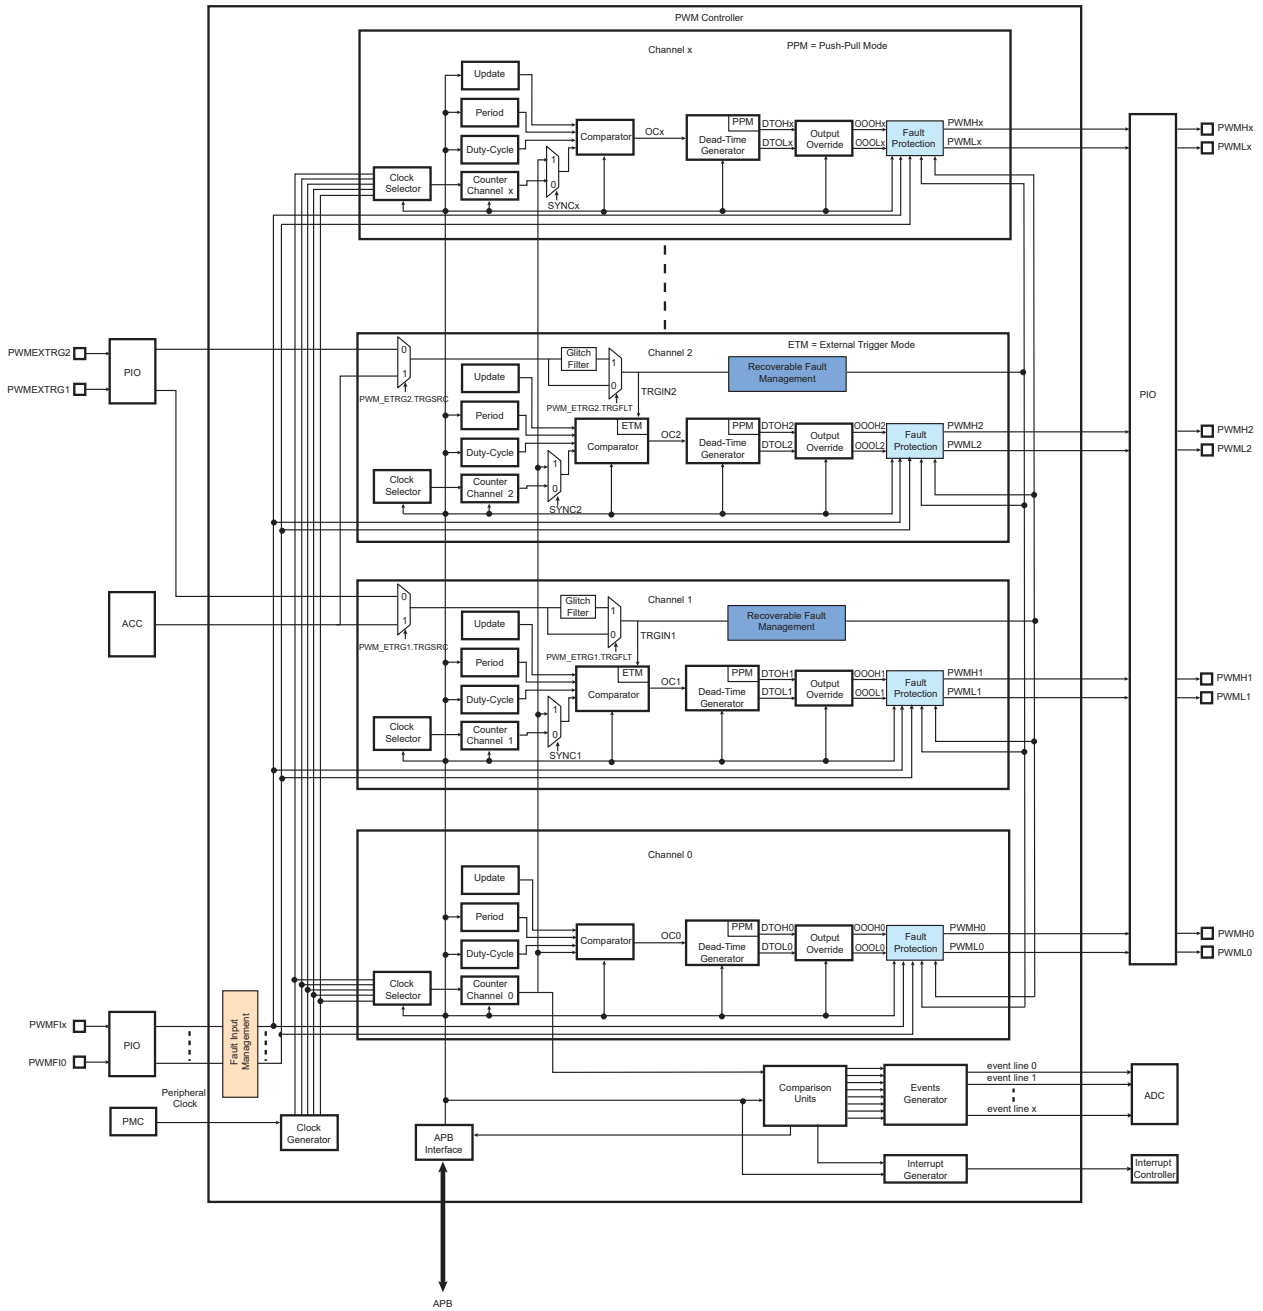 PWM Controller
Channel x
PPM = Push-Pull Mode
Update
Period
Duty-Cycle
Clock
Selector
Counter
Channel x
1
0
SYNCx
Comparator
OCx
PPM
Dead-Time
Generator
DTOHx
DTOLx
Output
Override
OOOHx
OOOLx
Fault
Protection
PWMHx
PWMLx
PIO
PWMHx
PWMLx
PWMEXTRG2
PWMEXTRG1
PIO
0
1
PWM_ETRG2.TRGSRC
Glitch
Filter
1
0
PWM_ETRG2.TRGFLT
Channel 2
ETM = External Trigger Mode
Recoverable Fault
Management
TRGIN2
Update
Period
Duty-Cycle
Clock
Selector
Counter
Channel 2
1
0
SYNC2
ETM
Comparator
OC2
PPM
Dead-Time
Generator
DTOH2
DTOL2
Output
Override
OOOH2
OOOL2
Fault
Protection
PWMH2
PWML2
PWMH2
PWML2
ACC
0
1
PWM_ETRG1.TRGSRC
Glitch
Filter
1
0
PWM_ETRG1.TRGFLT
Channel 1
Recoverable Fault
Management
TRGIN1
Update
Period
Duty-Cycle
Clock
Selector
Counter
Channel 1
1
0
SYNC1
ETM
Comparator
OC1
PPM
Dead-Time
Generator
DTOH1
DTOL1
Output
Override
OOOH1
OOOL1
Fault
Protection
PWMH1
PWML1
PWMH1
PWML1
Channel 0
Update
Period
Duty-Cycle
Clock
Selector
Counter
Channel 0
Comparator
OC0
PPM
Dead-Time
Generator
DTOH0
DTOL0
Output
Override
OOOH0
OOOL0
Fault
Protection
PWMH0
PWML0
PWMH0
PWML0
PWMFIx
PWMFI0
PIO
Fault Input
Management
Peripheral
Clock
PMC
Clock
Generator
APB
Interface
Comparison
Units
Events
Generator
event line 0
event line 1
event line x
ADC
Interrupt
Generator
Interrupt
Controller
APB